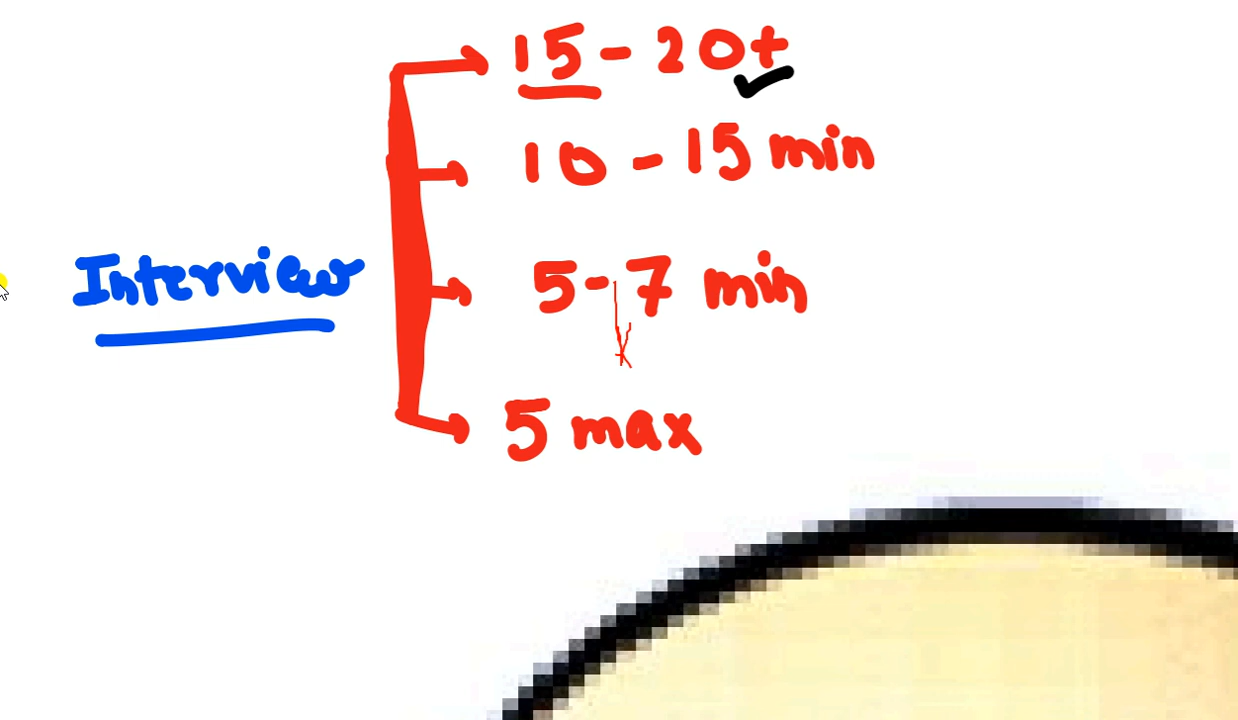 15 - 20+
10 - 15 min
Interview
5 - 7 min
5 max